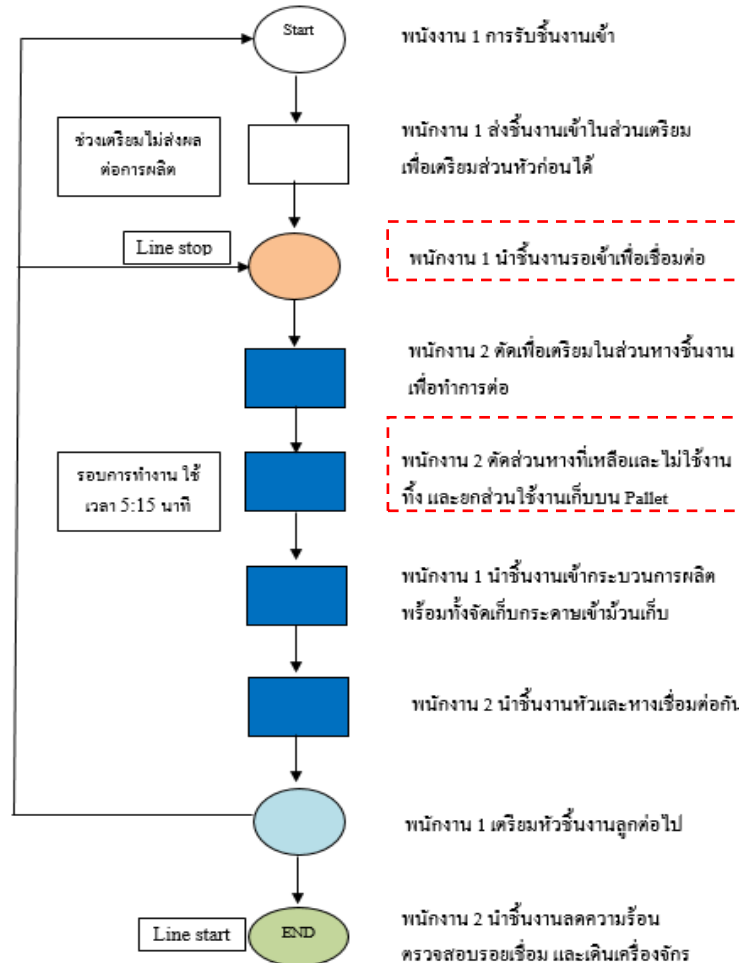 Start
พนังงาน 1 การรับชิ้นงานเข้า
ช่วงเตรียมไม่ส่งผล
ต่อการผลิต
พนักงาน 1 ส่งชิ้นงานเข้าในส่วนเตรียม
เพื่อเตรียมส่วนหัวก่อนได้
Line stop
พนักงาน 1 นำชิ้นงานรอเข้าเพื่อเชื่อมต่อ
พนักงาน 2 ตัดเพื่อเตรียมในส่วนหางชิ้นงาน
เพื่อทำการต่อ
รอบการทำงาน ใช้
เวลา 5:15 นาที
พนักงาน 2 ตัดส่วนหางที่เหลือและไม่ใช้งาน
ทิ้ง และยกส่วนใช้งานเก็บบน Pallet
พนักงาน 1 นำชิ้นงานเข้ากระบวนการผลิต
พร้อมทั้งจัดเก็บกระดาษเข้าม้วนเก็บ
พนักงาน 2 นำชิ้นงานหัวและหางเชื่อมต่อกัน
พนักงาน 1 เตรียมหัวชิ้นงานลูกต่อไป
Line start
END
พนักงาน 2 นำชิ้นงานลดความร้อน
ตรวจสอบรอยเชื่อม และเดินเครื่องจักร